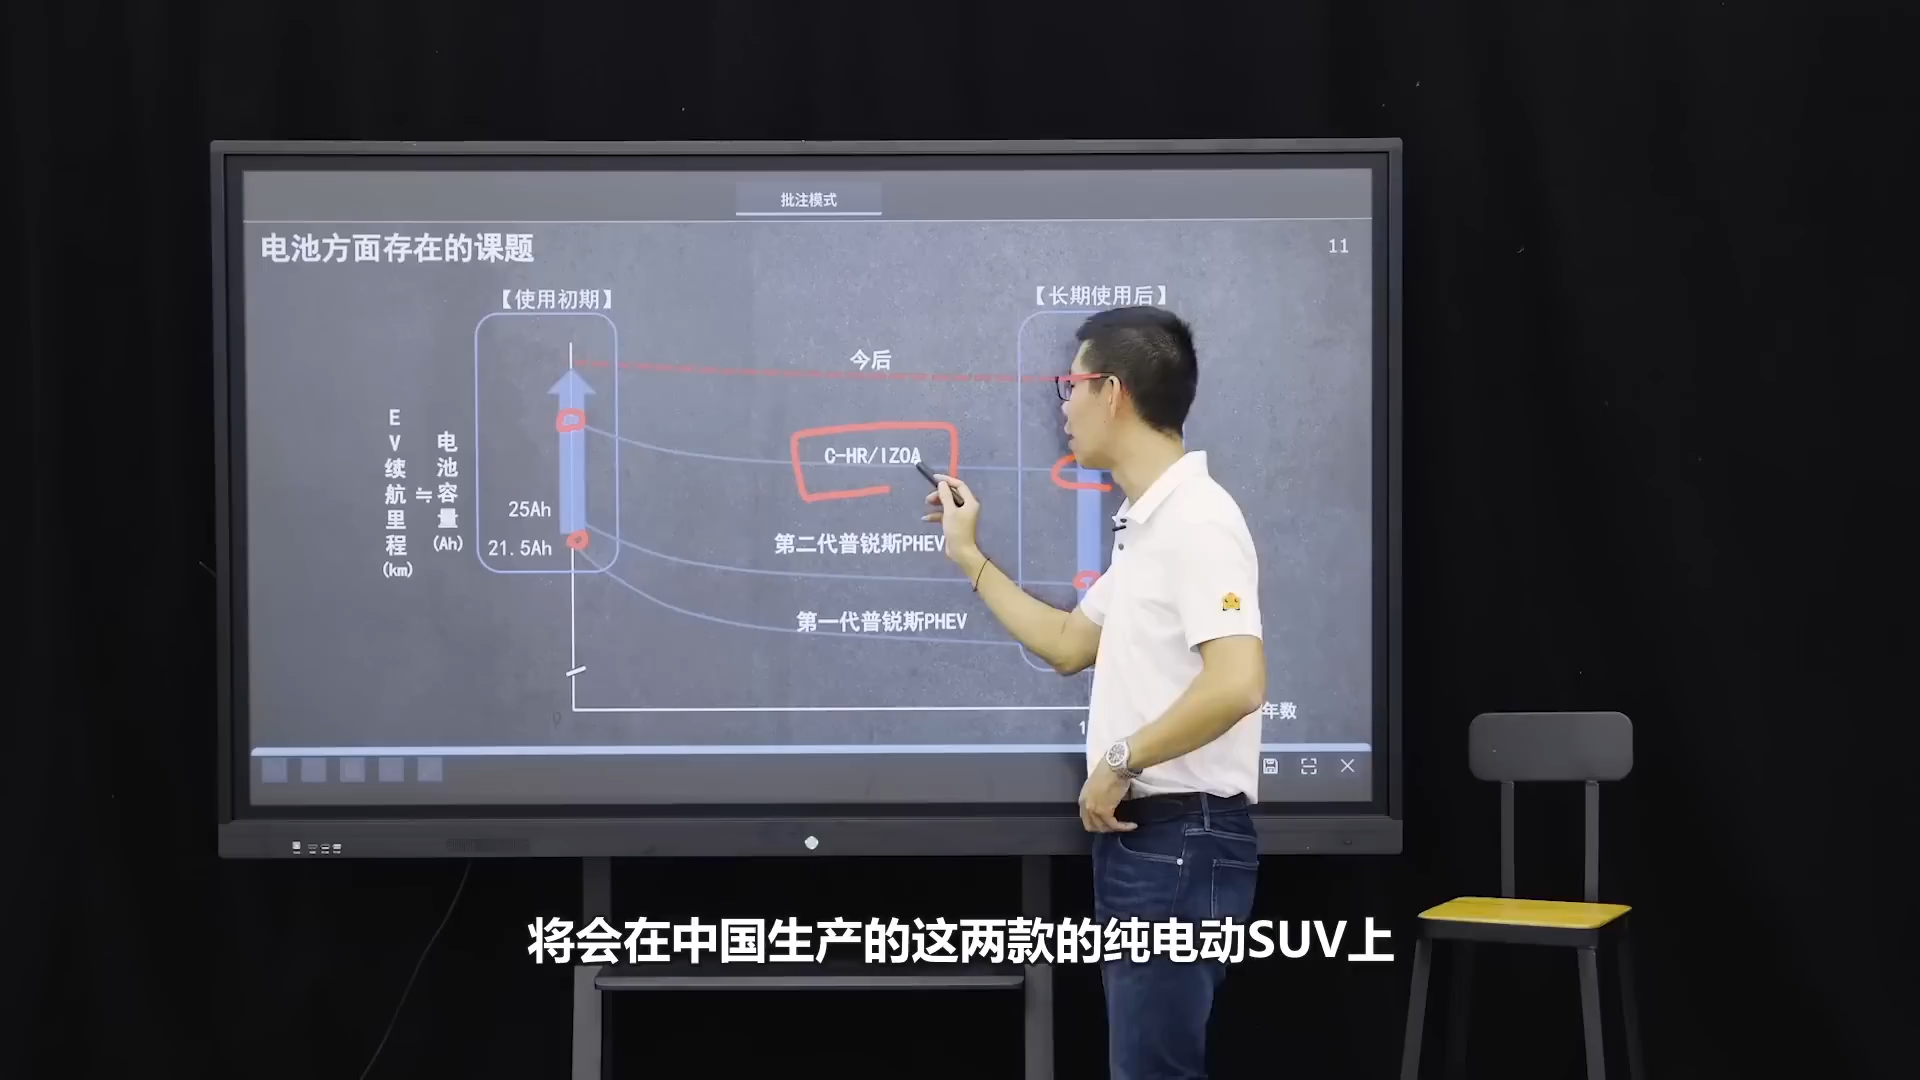 批注模式
电池方面存在的课题
11
【使用初期】
【长期使用后】
今后
EV续航里程(km)
≒
电池容量(Ah)
C-HR/IZOA
25Ah
21.5Ah
第二代普锐斯PHEV
第一代普锐斯PHEV
0
1
年数
将会在中国生产的这两款的纯电动SUV上